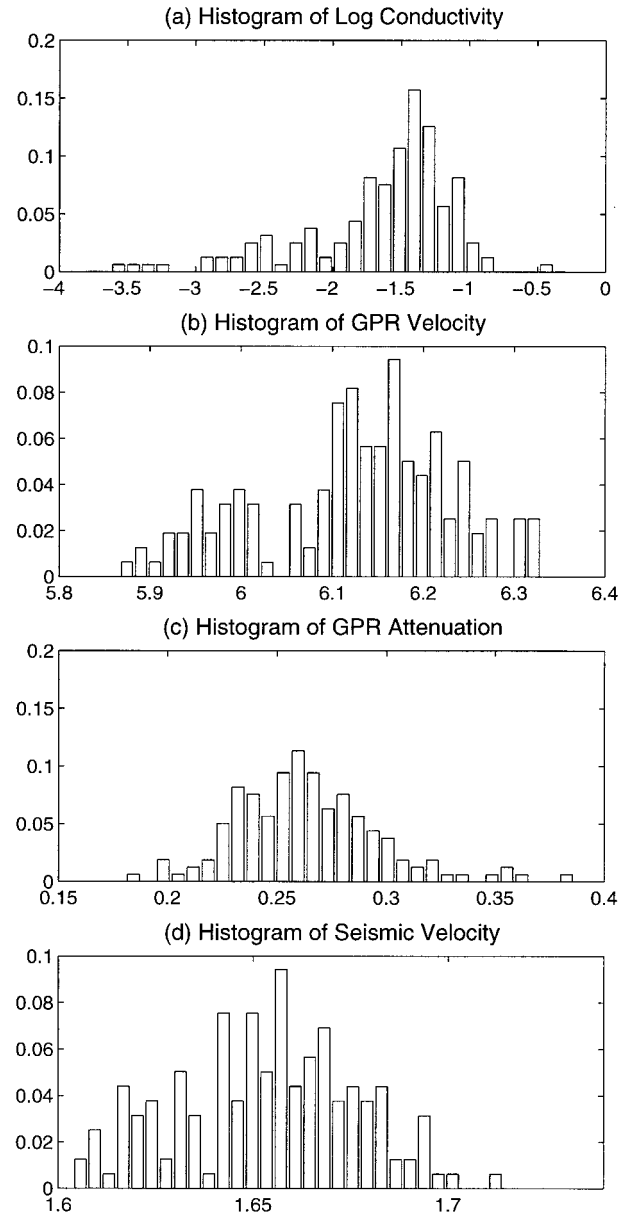 (a) Histogram of Log Conductivity
0.2
0.15
0.1
0.05
0
−4 −3.5 −3 −2.5 −2 −1.5 −1 −0.5 0
(b) Histogram of GPR Velocity
0.1
0.08
0.06
0.04
0.02
0
5.8 5.9 6 6.1 6.2 6.3 6.4
(c) Histogram of GPR Attenuation
0.2
0.15
0.1
0.05
0
0.15 0.2 0.25 0.3 0.35 0.4
(d) Histogram of Seismic Velocity
0.1
0.08
0.06
0.04
0.02
0
1.6 1.65 1.7